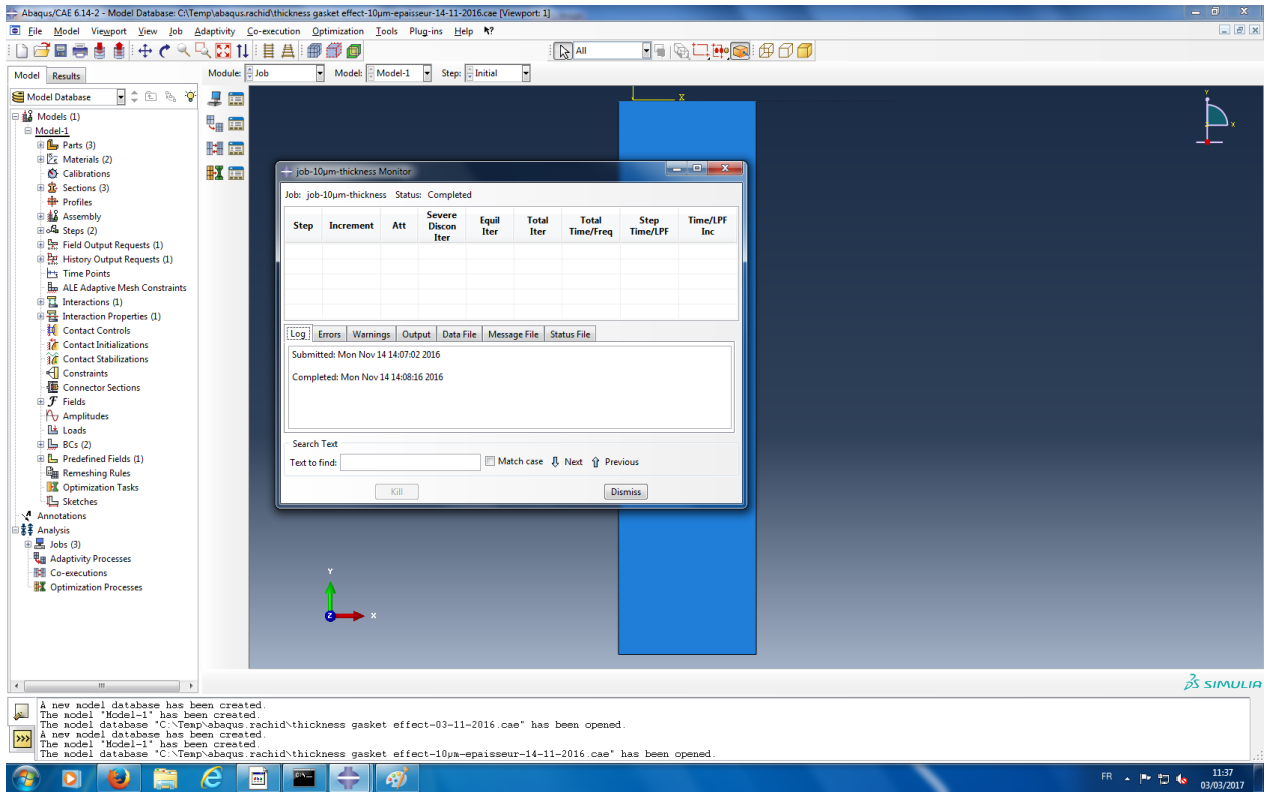 Abaqus/CAE 6.14-2 - Model Database: C:\Temp\abaqus.rachid\thickness gasket effect-10µm-epaisseur-14-11-2016.cae [Viewport: 1]
File Model Viewport View Job Adaptivity Co-execution Optimization Tools Plug-ins Help
All
Model Results
Module: Job Model: Model-1 Step: Initial
Model Database
Models (1)
Model-1
Parts (3)
Materials (2)
Calibrations
Sections (3)
Profiles
Assembly
Steps (2)
Field Output Requests (1)
History Output Requests (1)
Time Points
ALE Adaptive Mesh Constraints
Interactions (1)
Interaction Properties (1)
Contact Controls
Contact Initializations
Contact Stabilizations
Constraints
Connector Sections
Fields
Amplitudes
Loads
BCs (2)
Predefined Fields (1)
Remeshing Rules
Optimization Tasks
Sketches
Annotations
Analysis
Jobs (3)
Adaptivity Processes
Co-executions
Optimization Processes
X
Y
X
job-10µm-thickness Monitor
Job: job-10µm-thickness Status: Completed
Step Increment Att Severe Discon Iter Equil Iter Total Iter Total Time/Freq Step Time/LPF Time/LPF Inc
Log Errors Warnings Output Data File Message File Status File
Submitted: Mon Nov 14 14:07:02 2016
Completed: Mon Nov 14 14:08:16 2016
Search Text
Text to find: Match case Next Previous
Kill Dismiss
Y
Z X
SIMULIA
A new model database has been created.
The model "Model-1" has been created.
The model database "C:\Temp\abaqus.rachid\thickness gasket effect-03-11-2016.cae" has been opened.
A new model database has been created.
The model "Model-1" has been created.
The model database "C:\Temp\abaqus.rachid\thickness gasket effect-10µm-epaisseur-14-11-2016.cae" has been opened.
FR
11:37
03/03/2017